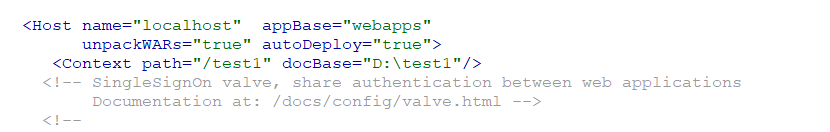 <Host name="localhost"  appBase="webapps"
unpackWARs="true" autoDeploy="true">
<Context path="/test1" docBase="D:\test1"/>
<!-- SingleSignOn valve, share authentication between web applications
Documentation at: /docs/config/valve.html -->
<!--